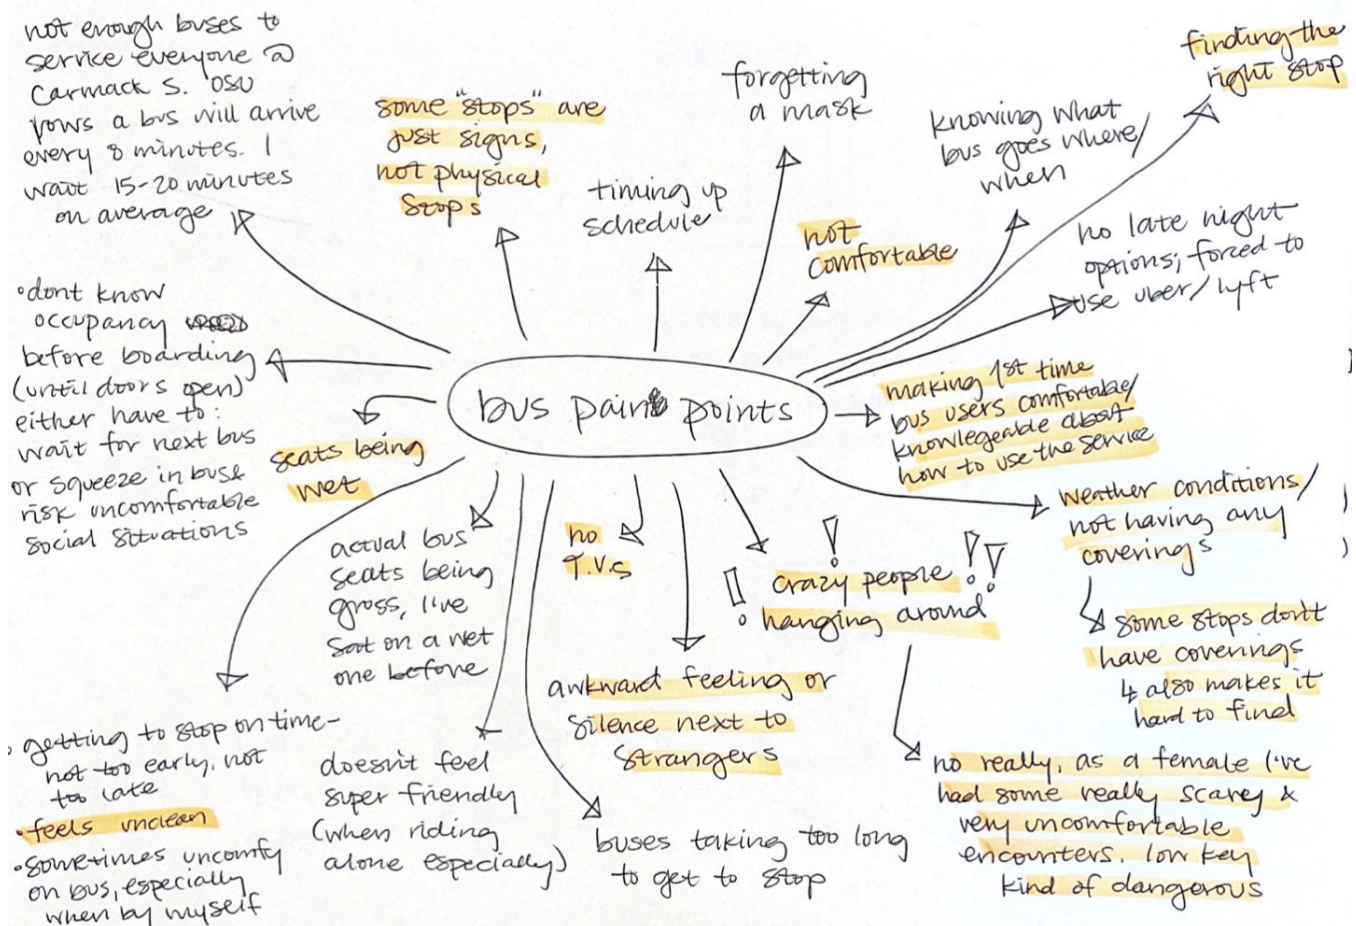 not enough buses to
service everyone @
Carmack S. OSU
vows a bus will arrive
every 8 minutes. I
wait 15-20 minutes
on average
some "stops" are
just signs,
not physical
stops
timing up
schedule
forgetting
a mask
not
comfortable
knowing what
bus goes where/
when
finding the
right stop
no late night
options; forced to
use uber/lyft
•dont know
occupancy
before boarding
(until doors open)
either have to:
wait for next bus
or squeeze in bus &
risk uncomfortable
social situations
seats being
wet
bus pain points
making 1st time
bus users comfortable/
knowlegeable about
how to use the service
weather conditions/
not having any
coverings
some stops don't
have coverings
↳ also makes it
hard to find
actual bus
seats being
gross, I've
sat on a wet
one before
no
T.V.s
! crazy people !!
! hanging around
awkward feeling or
silence next to
strangers
no really, as a female I've
had some really scarey &
very uncomfortable
encounters. low key
kind of dangerous
• getting to stop on time-
not too early, not
too late
•feels unclean
•sometimes uncomfy
on bus, especially
when by myself
doesn't feel
super friendly
(when riding
alone especially)
buses taking too long
to get to stop